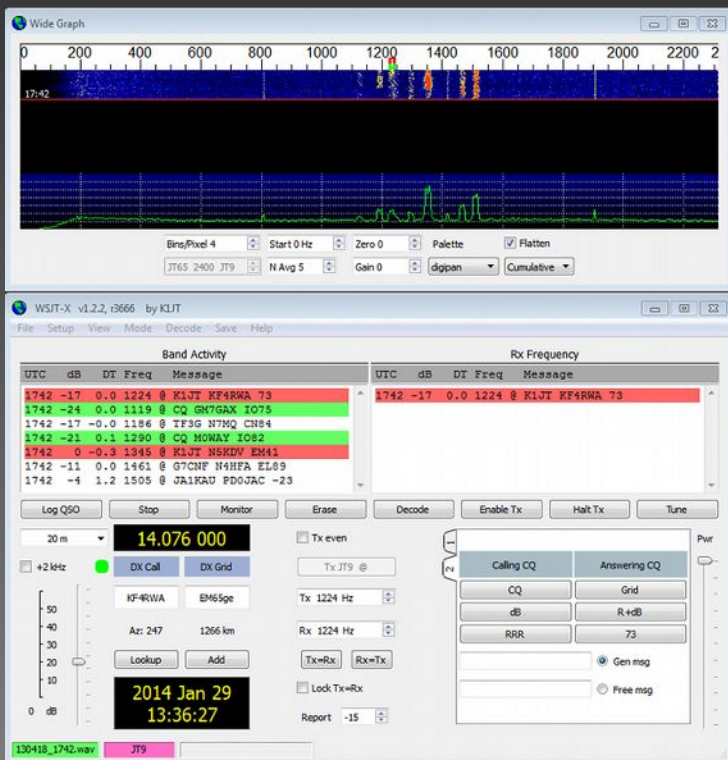 Wide Graph
0 200 400 600 800 1000 1200 1400 1600 1800 2000 2200 2
17:42
Bins/Pixel 4 Start 0 Hz Zero 0 Palette Flatten
JT65 2400 JT9 N Avg 5 Gain 0 digipan Cumulative
WSJT-X v1.2.2, r3666 by K1JT
File Setup View Mode Decode Save Help
Band Activity Rx Frequency
UTC dB DT Freq Message UTC dB DT Freq Message
1742 -17 0.0 1224 @ K1JT KF4RWA 73 1742 -17 0.0 1224 @ K1JT KF4RWA 73
1742 -24 0.0 1119 @ CQ GM7GAX IO75
1742 -17 -0.0 1186 @ TF3G N7MQ CN84
1742 -21 0.1 1290 @ CQ M0WAY IO82
1742 0 -0.3 1345 @ K1JT N5KDV EM41
1742 -11 0.0 1461 @ G7CNF N4HFA EL89
1742 -4 1.2 1505 @ JA1KAU PD0JAC -23
Log QSO Stop Monitor Erase Decode Enable Tx Halt Tx Tune
20 m 14.076 000 Tx even 1 Pwr
+2 kHz DX Call DX Grid Tx JT9 @ 2 Calling CQ Answering CQ
KF4RWA EM65ge Tx 1224 Hz CQ Grid
50 dB R+dB
40 Az: 247 1266 km Rx 1224 Hz RRR 73
30
20 Lookup Add Tx=Rx Rx=Tx Gen msg
10 2014 Jan 29 Lock Tx=Rx Free msg
0 dB 13:36:27 Report -15
130418_1742.wav JT9